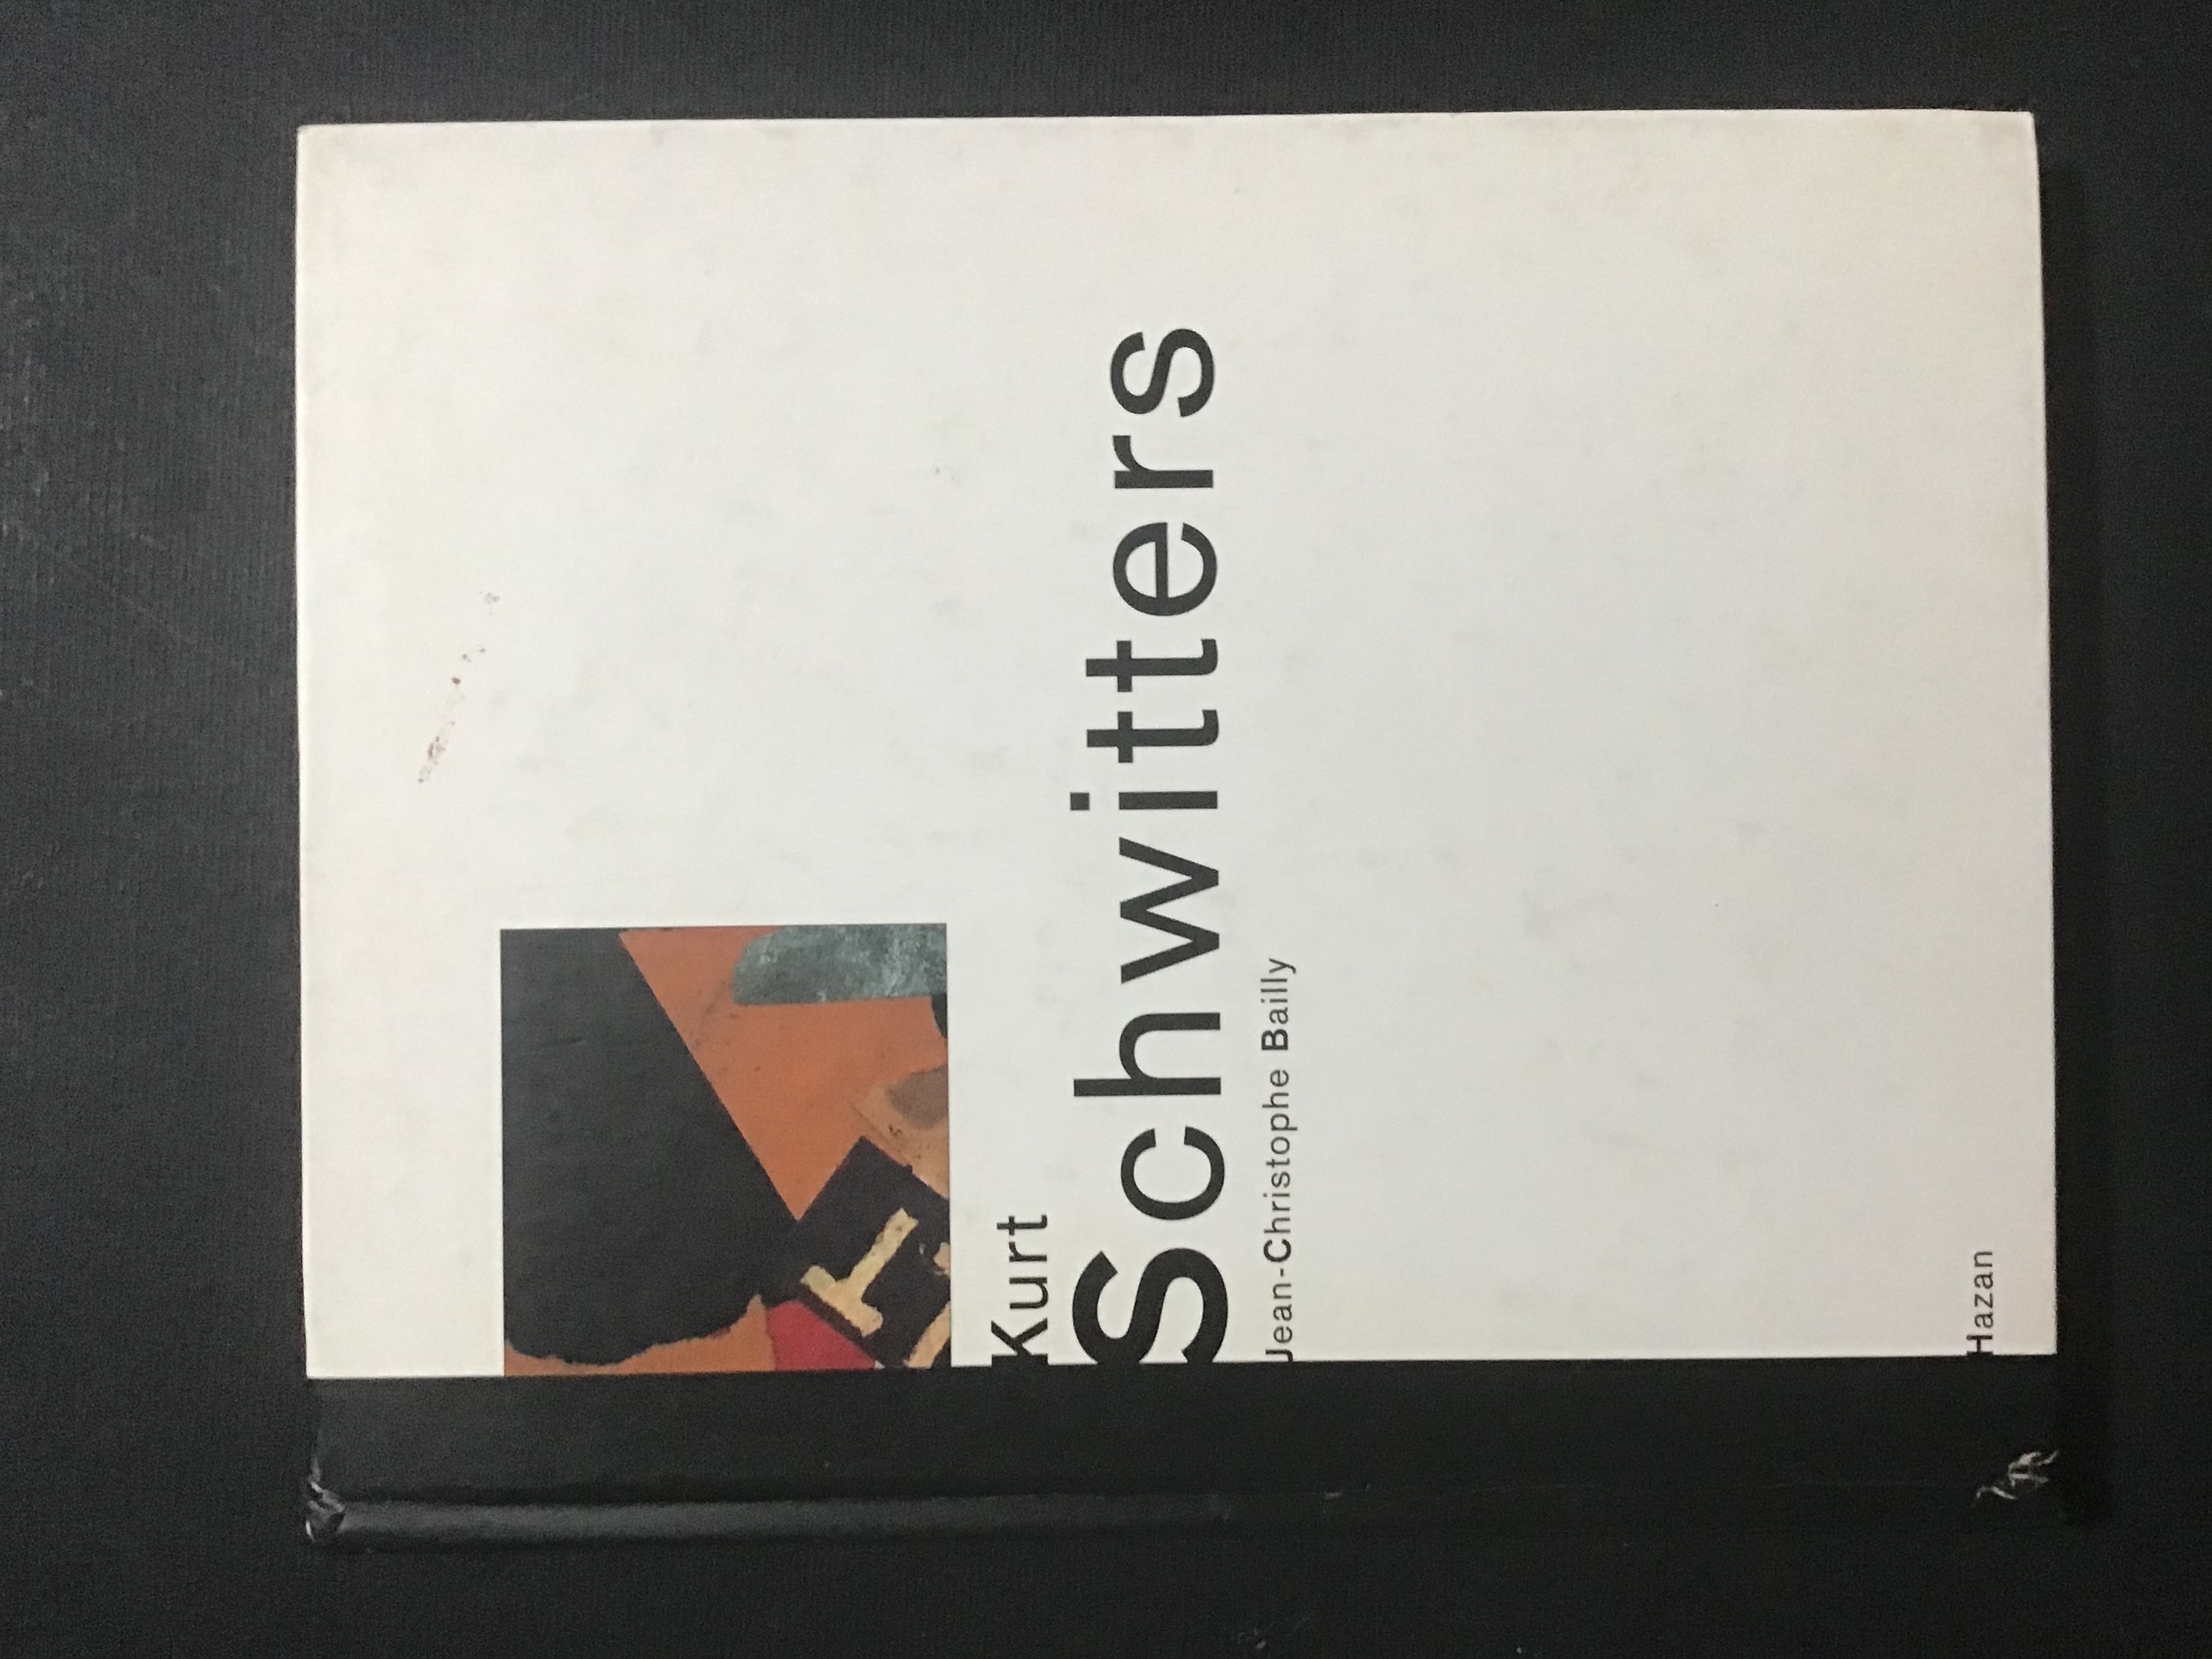 Kurt
Schwitters
Jean-Christophe Bailly
Hazan